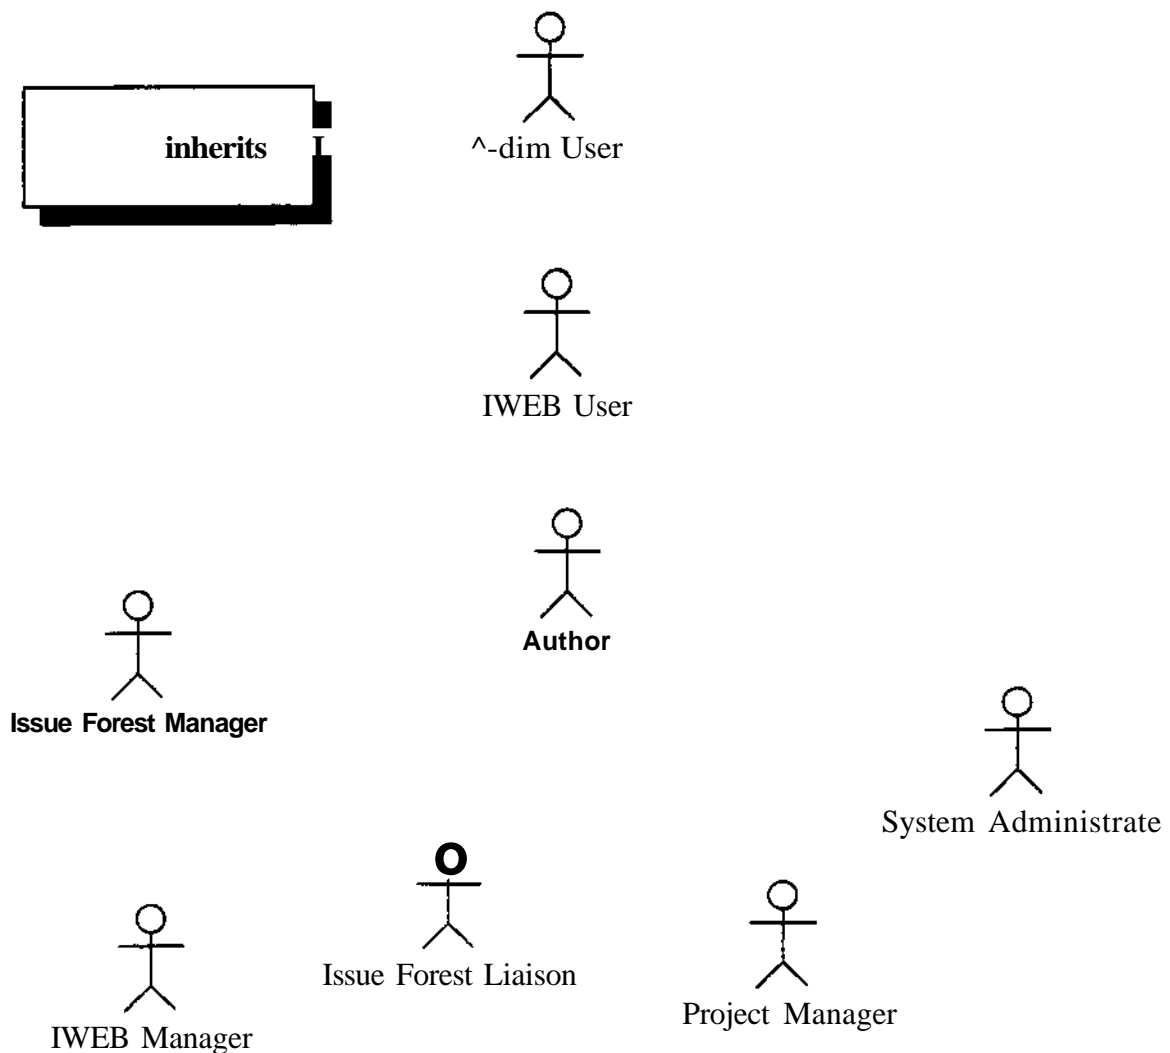 inherits I
^-dim User
IWEB User
Author
Issue Forest Manager
System Administrate
Issue Forest Liaison
Project Manager
IWEB Manager